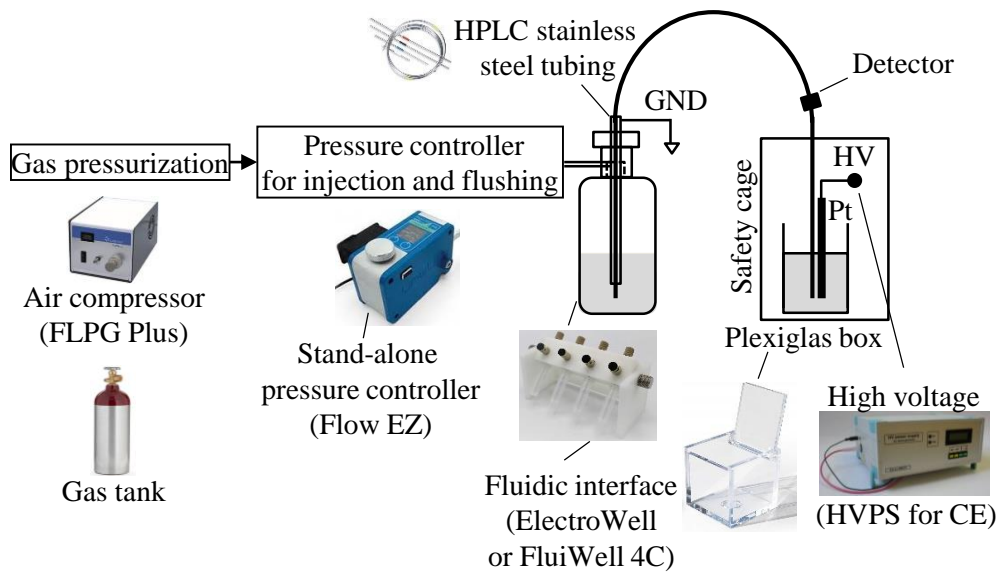 HPLC stainless
steel tubing
GND
Detector
Gas pressurization
Pressure controller
for injection and flushing
Safety cage
HV
Pt
Air compressor
(FLPG Plus)
Stand-alone
pressure controller
(Flow EZ)
Plexiglas box
Gas tank
Fluidic interface
(ElectroWell
or FluiWell 4C)
High voltage
(HVPS for CE)